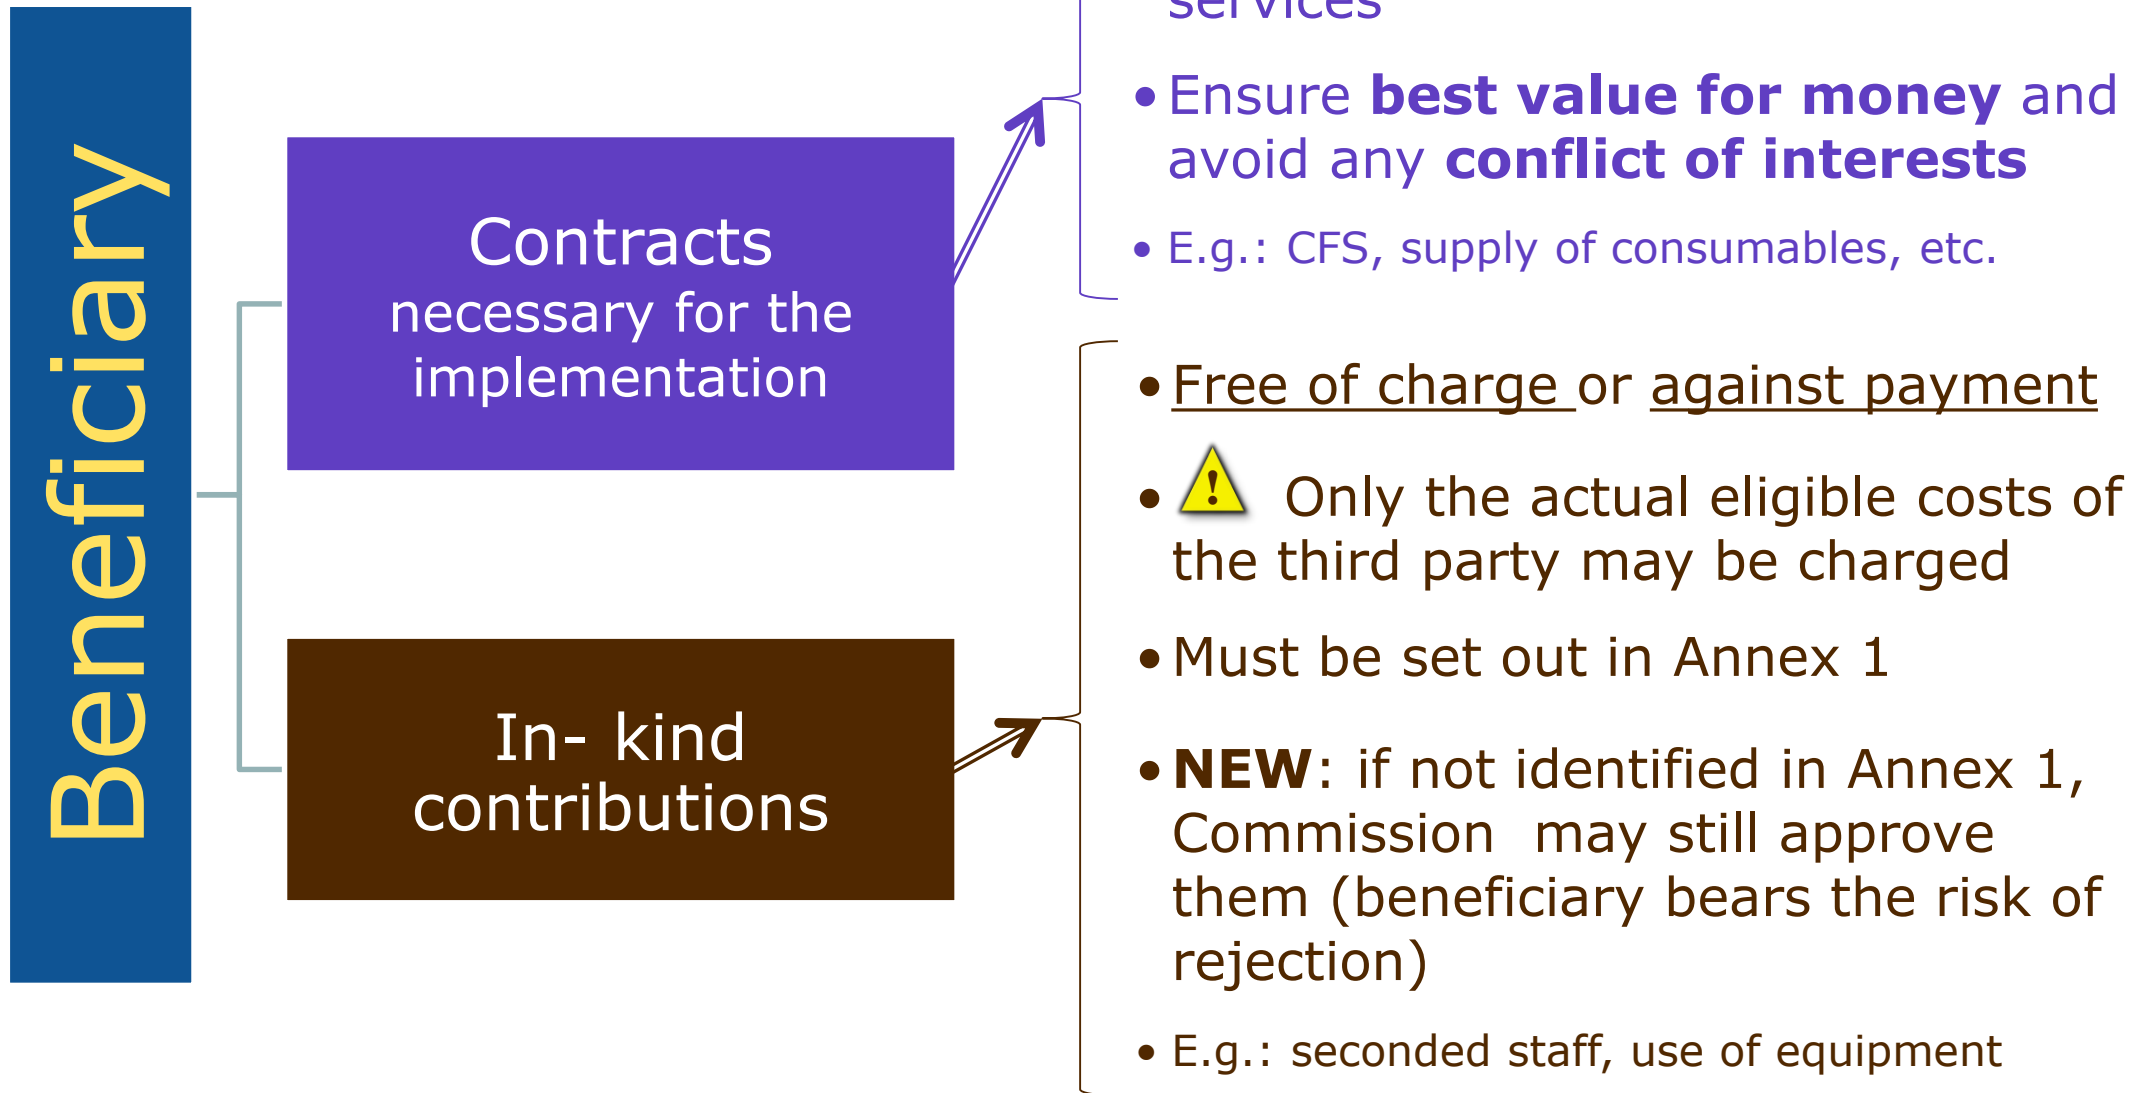 Beneficiary
Contracts
necessary for the
implementation
services
• Ensure best value for money and
avoid any conflict of interests
• E.g.: CFS, supply of consumables, etc.
In- kind
contributions
• Free of charge or against payment
• Only the actual eligible costs of
the third party may be charged
• Must be set out in Annex 1
• NEW: if not identified in Annex 1,
Commission  may still approve
them (beneficiary bears the risk of
rejection)
• E.g.: seconded staff, use of equipment